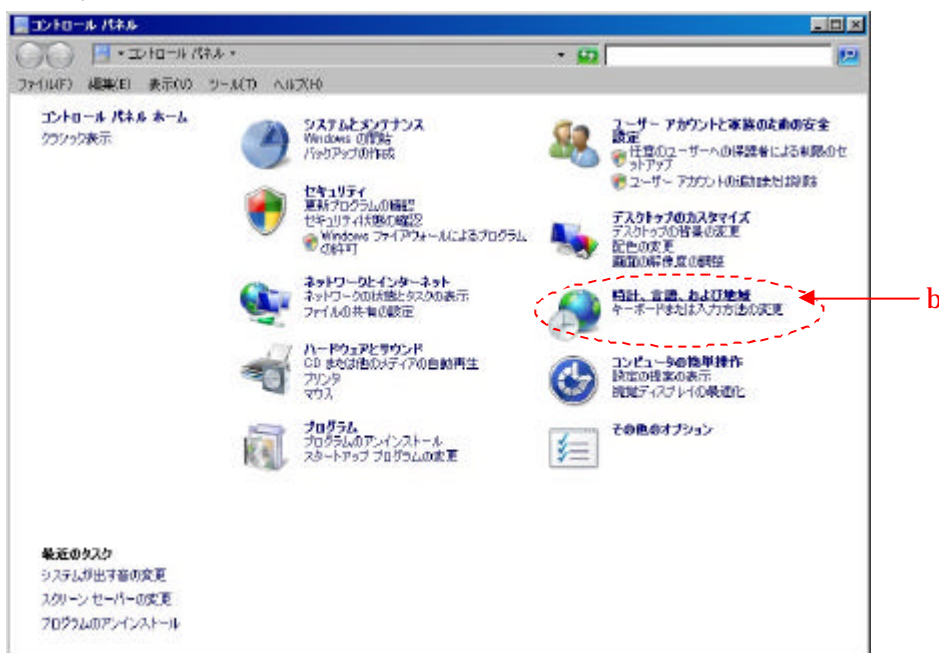 コントロール パネル
コントロール パネル
ファイル(F) 編集(E) 表示(V) ツール(T) ヘルプ(H)
コントロール パネル ホーム
クラシック表示
システムとメンテナンス
Windows の開始
バックアップの作成
セキュリティ
更新プログラムの確認
セキュリティ状態の確認
Windows ファイアウォールによるプログラム
の許可
ネットワークとインターネット
ネットワークの状態とタスクの表示
ファイルの共有の設定
ハードウェアとサウンド
CD または他のメディアの自動再生
プリンタ
マウス
プログラム
プログラムのアンインストール
スタートアップ プログラムの変更
ユーザー アカウントと家族のための安全
設定
任意のユーザーへの保護者による制限のセ
ットアップ
ユーザー アカウントの追加または削除
デスクトップのカスタマイズ
デスクトップの背景の変更
配色の変更
画面の解像度の調整
時計、言語、および地域
キーボードまたは入力方法の変更
b
コンピュータの簡単操作
設定の提案の表示
視覚ディスプレイの最適化
その他のオプション
最近のタスク
システムが出す音の変更
スクリーン セーバーの変更
プログラムのアンインストール